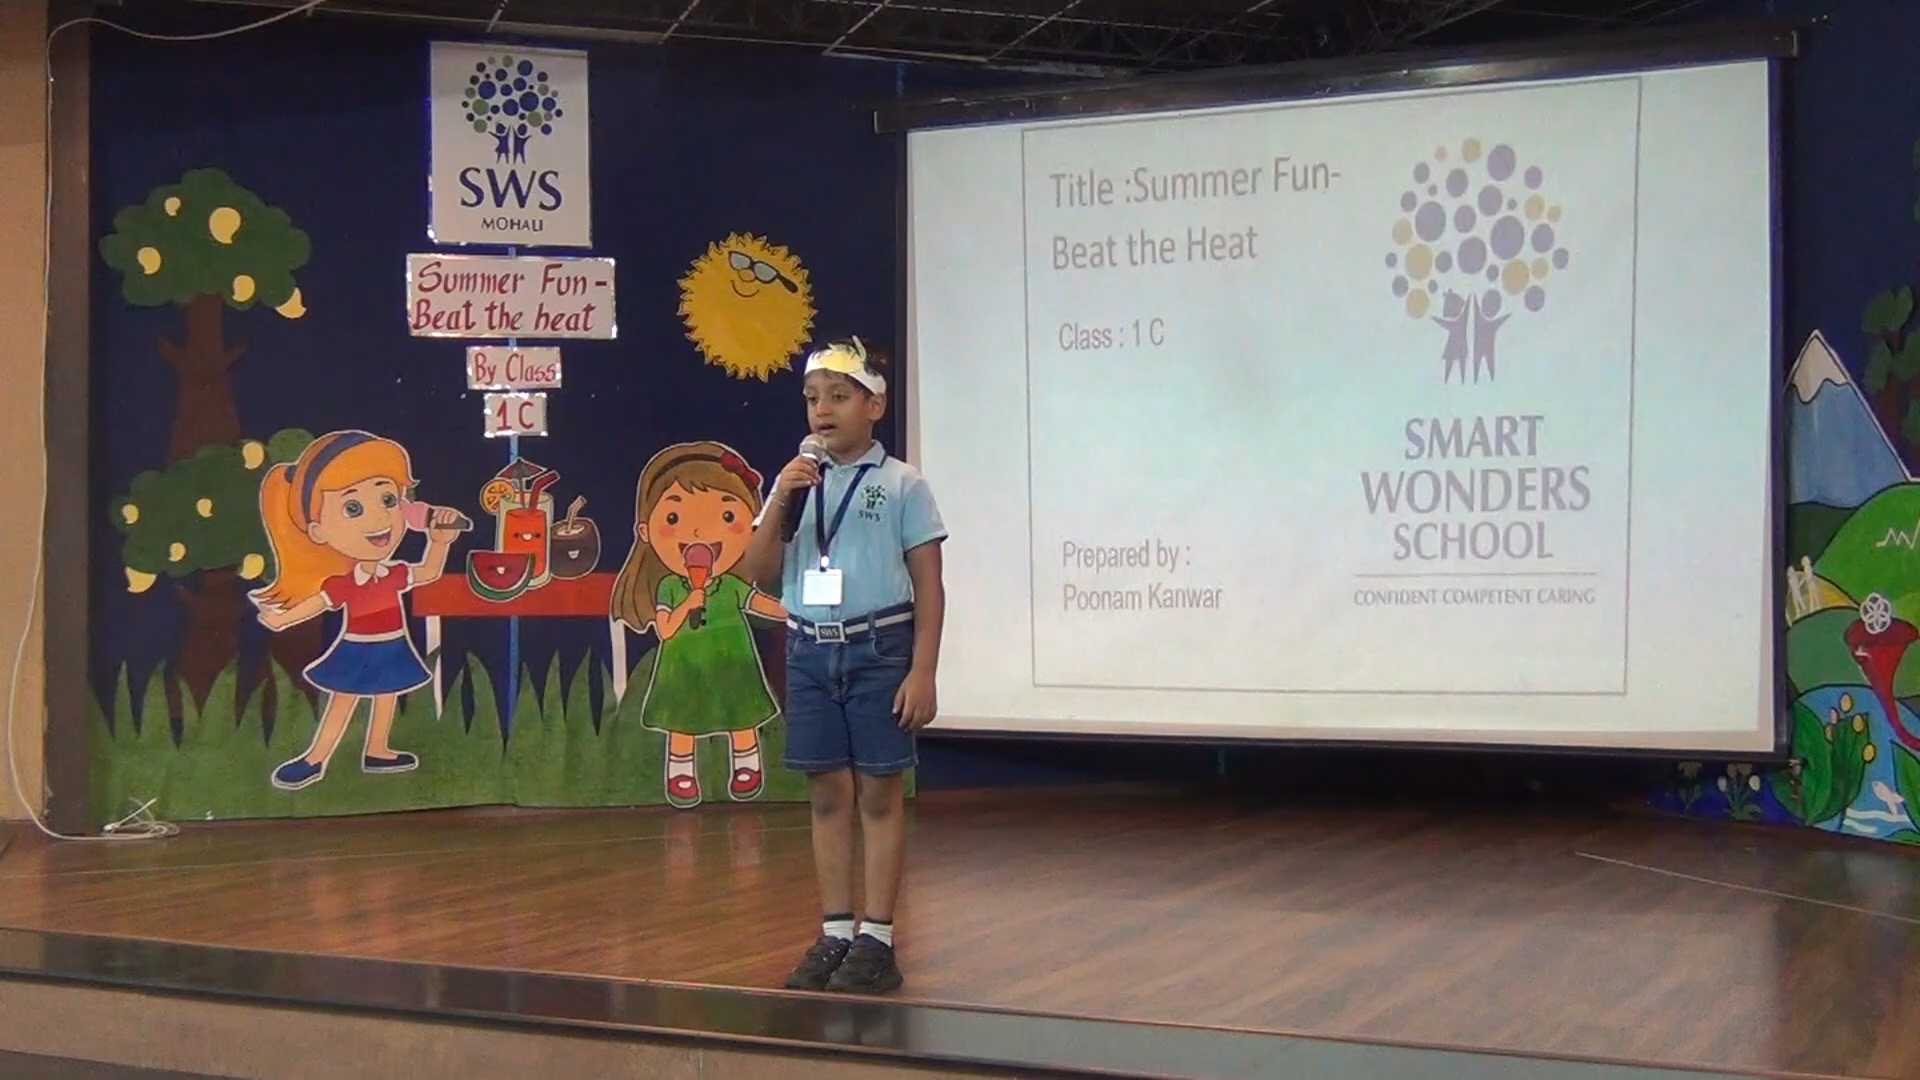 SWS
MOHALI
Summer Fun -
Beat the heat
By Class
1 C
SWS
SWS
Title :Summer Fun-
Beat the Heat
Class : 1 C
Prepared by :
Poonam Kanwar
SMART
WONDERS
SCHOOL
CONFIDENT COMPETENT CARING